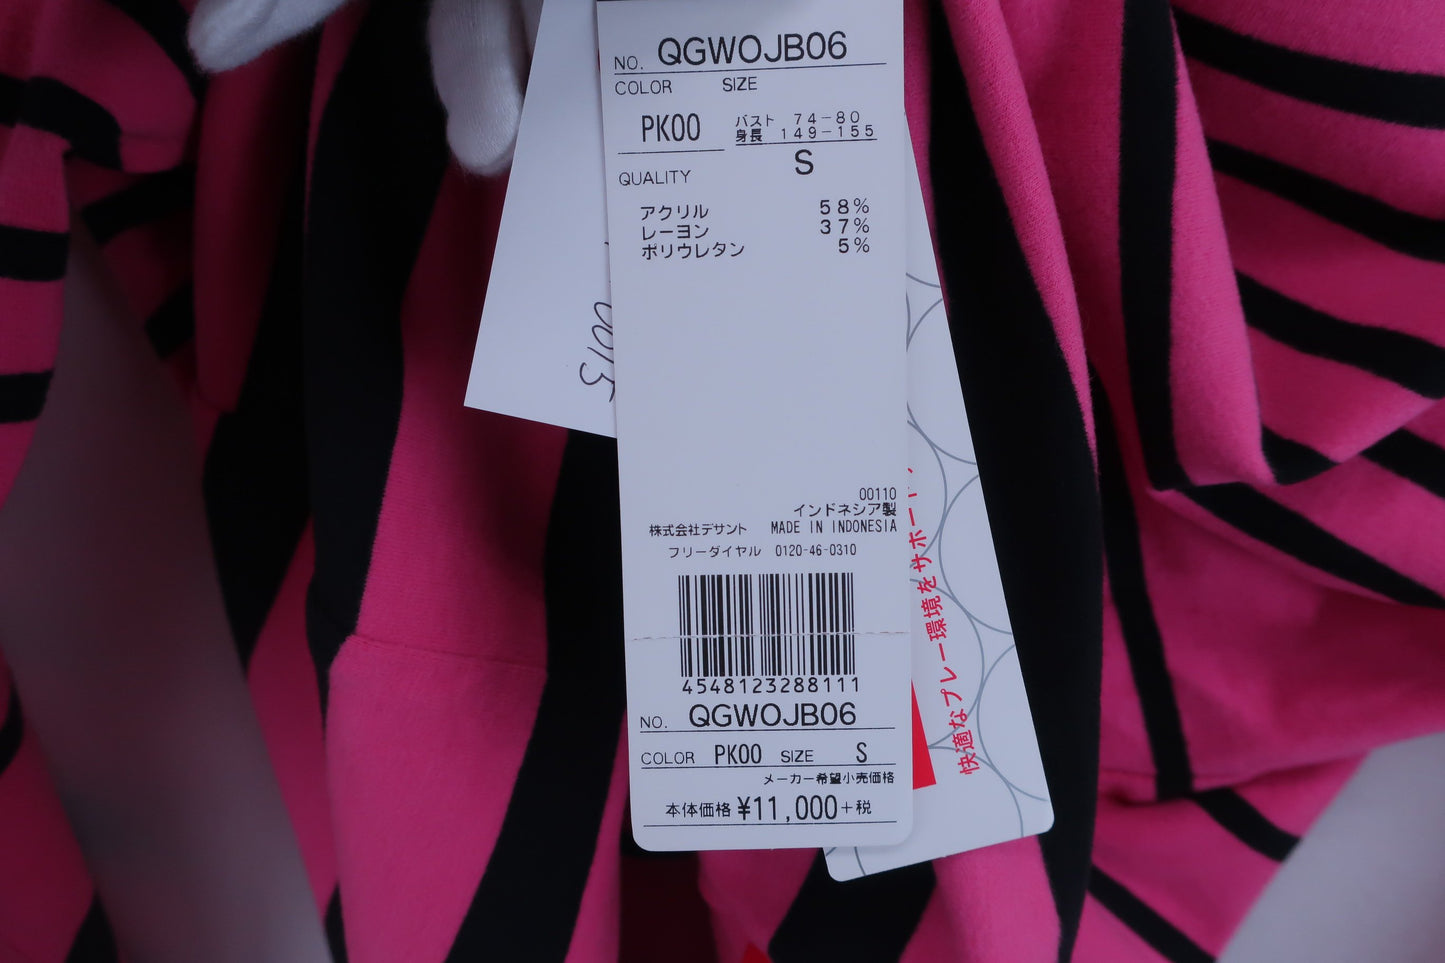 NO. QGWOJB06
COLOR SIZE
PK00 バスト 74-80
身長 149-155
S
QUALITY
アクリル 58%
レーヨン 37%
ポリウレタン 5%
00110
インドネシア製
株式会社デサント MADE IN INDONESIA
フリーダイヤル 0120-46-0310
4548123288111
NO. QGWOJB06
COLOR PK00 SIZE S
メーカー希望小売価格
本体価格 ¥11,000+税
0015
快適なプレー環境をサポート